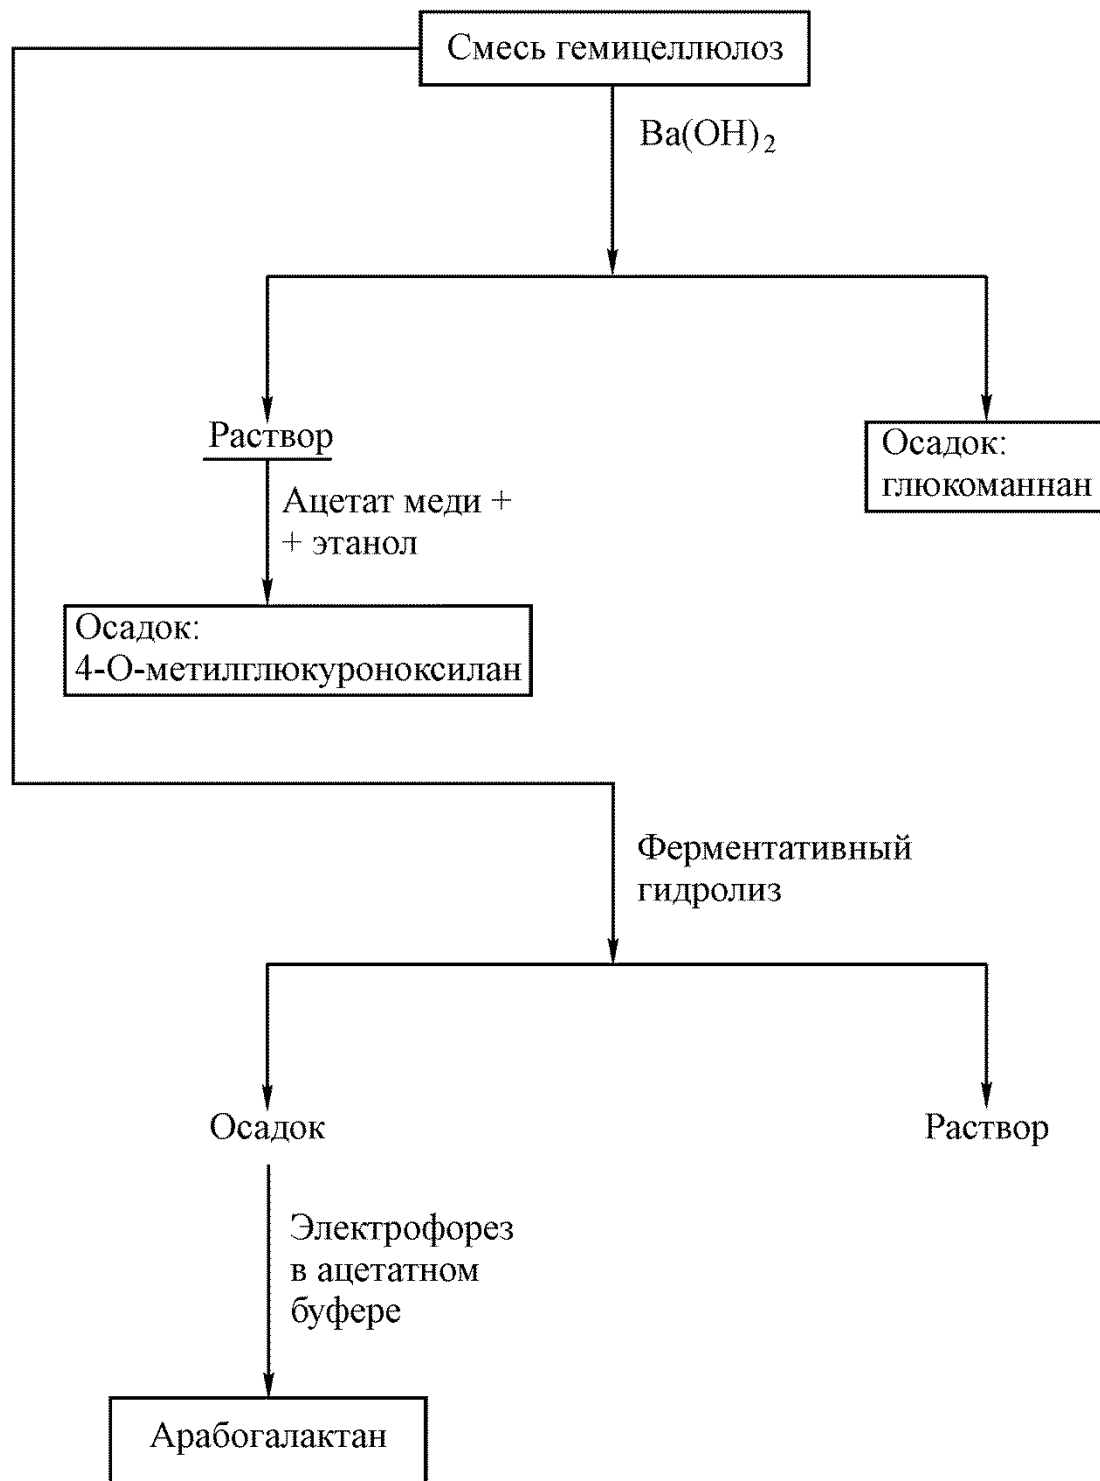 Смесь гемицеллюлоз
Ba(OH)2
Раствор
Осадок:
глюкоманнан
Ацетат меди +
+ этанол
Осадок:
4-О-метилглюкуроноксилан
Ферментативный
гидролиз
Осадок
Раствор
Электрофорез
в ацетатном
буфере
Арабогалактан